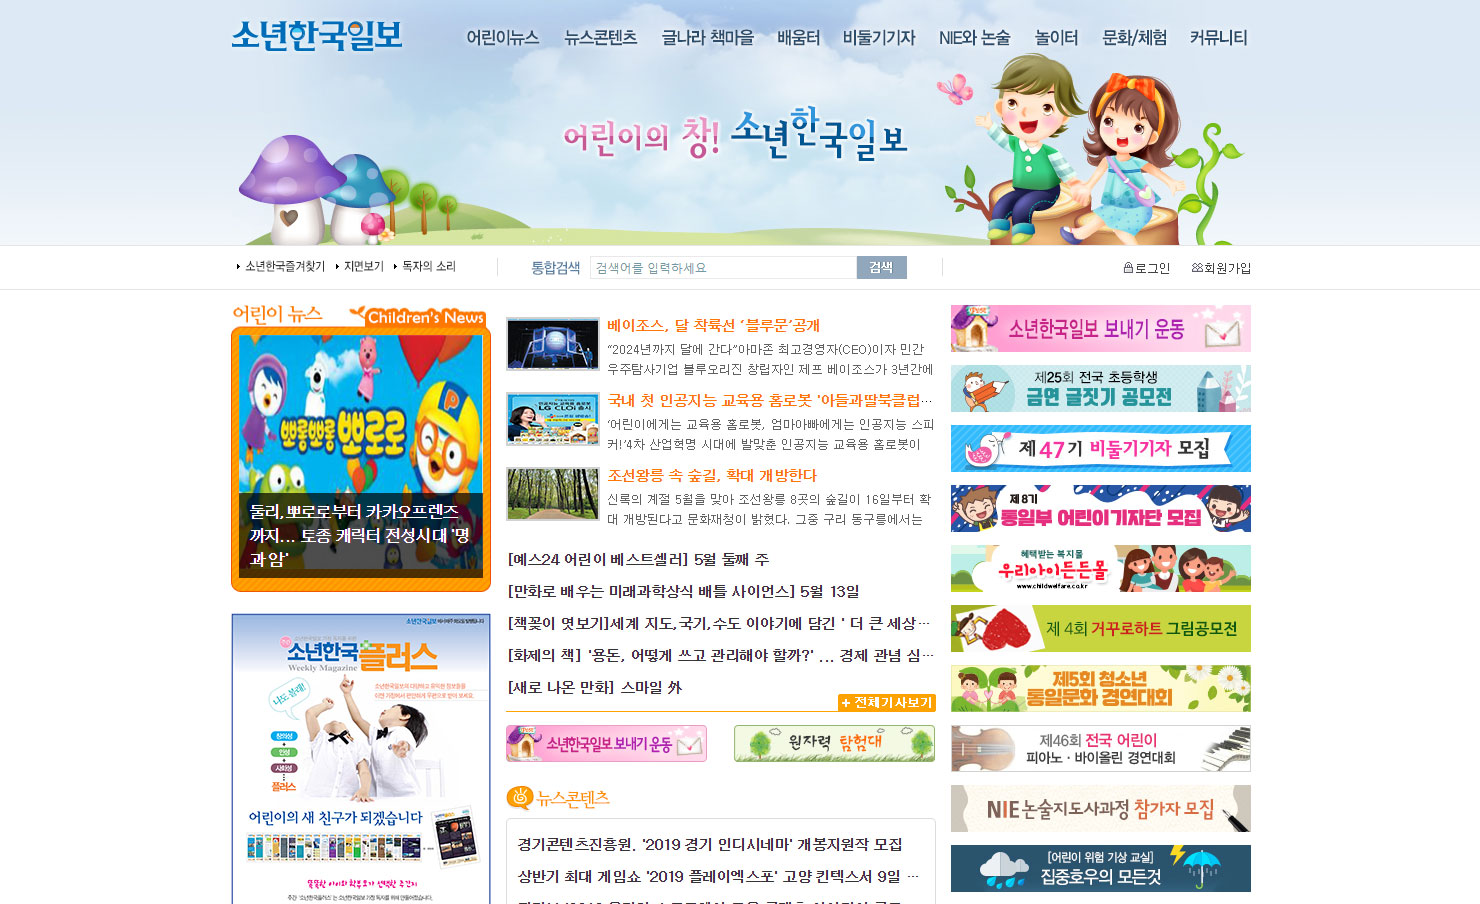 소년한국일보
어린이뉴스 뉴스콘텐츠 글나라 책마을 배움터 비둘기기자 NIE와 논술 놀이터 문화/체험 커뮤니티
어린이의 창! 소년한국일보
소년한국즐겨찾기 지면보기 독자의 소리
통합검색 검색어를 입력하세요 검색
로그인 회원가입
어린이 뉴스 Children's News
뽀롱뽀롱 뽀로로
둘리,뽀로로부터 카카오프렌즈
까지... 토종 캐릭터 전성시대 '명
과 암'
소년한국플러스
Weekly Magazine
나도 볼래!
창의성
+
인성
+
사회성
플러스
어린이의 새 친구가 되겠습니다
똑똑한 아이와 학부모가 선택한 주간지
베이조스, 달 착륙선 ‘블루문’공개
“2024년까지 달에 간다”아마존 최고경영자(CEO)이자 민간
우주탐사기업 블루오리진 창립자인 제프 베이조스가 3년간에
LG CLOi 출시
국내 첫 인공지능 교육용 홈로봇 '아들과딸북클럽...
‘어린이에게는 교육용 홈로봇, 엄마아빠에게는 인공지능 스피
커!’4차 산업혁명 시대에 발맞춘 인공지능 교육용 홈로봇이
조선왕릉 속 숲길, 확대 개방한다
신록의 계절 5월을 맞아 조선왕릉 8곳의 숲길이 16일부터 확
대 개방된다고 문화재청이 밝혔다. 그중 구리 동구릉에서는
[예스24 어린이 베스트셀러] 5월 둘째 주
[만화로 배우는 미래과학상식 배틀 사이언스] 5월 13일
[책꽂이 엿보기]세계 지도,국기,수도 이야기에 담긴 ' 더 큰 세상...
[화제의 책] '용돈, 어떻게 쓰고 관리해야 할까?' ... 경제 관념 심...
[새로 나온 만화] 스마일 外
+ 전체기사보기
Post 소년한국일보 보내기 운동
원자력 탐험대
뉴스콘텐츠
경기콘텐츠진흥원, '2019 경기 인디시네마' 개봉지원작 모집
상반기 최대 게임쇼 '2019 플레이엑스포' 고양 킨텍스서 9일 ...
Post 소년한국일보 보내기 운동
제25회 전국 초등학생
금연 글짓기 공모전
제 47기 비둘기기자 모집
제8기
통일부 어린이기자단 모집
혜택받는 복지몰
우리아이든든몰
www.childwelfare.co.kr
제 4회 거꾸로하트 그림공모전
제5회 청소년
통일문화 경연대회
제46회 전국 어린이
피아노 · 바이올린 경연대회
NIE 논술지도사과정 참가자 모집
[어린이 위험 기상 교실]
집중호우의 모든것